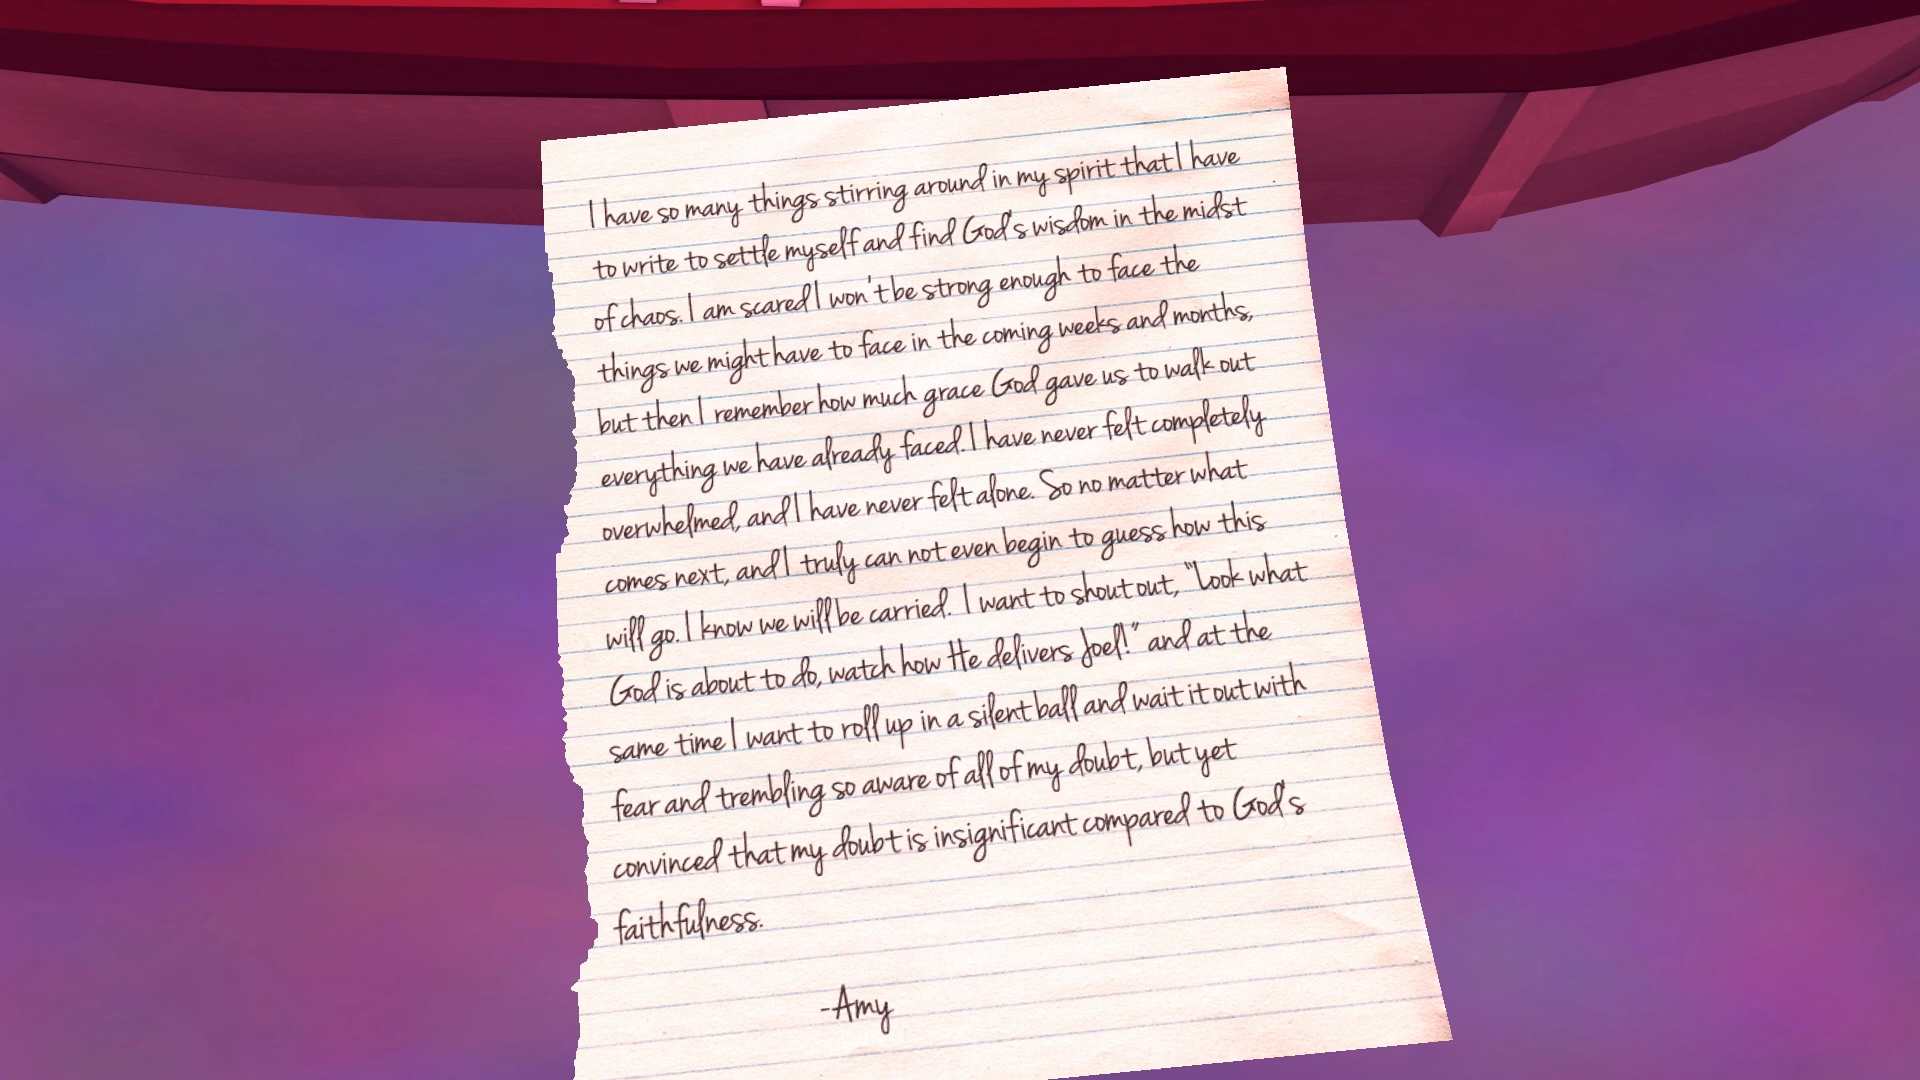 I have so many things stirring around in my spirit that I have
to write to settle myself and find God's wisdom in the midst
of chaos. I am scared I won't be strong enough to face the
things we might have to face in the coming weeks and months,
but then I remember how much grace God gave us to walk out
everything we have already faced. I have never felt completely
overwhelmed, and I have never felt alone. So no matter what
comes next, and I truly can not even begin to guess how this
will go. I know we will be carried. I want to shout out, "Look what
God is about to do, watch how He delivers Joel!" and at the
same time I want to roll up in a silent ball and wait it out with
fear and trembling so aware of all of my doubt, but yet
convinced that my doubt is insignificant compared to God's
faithfulness.
-Amy